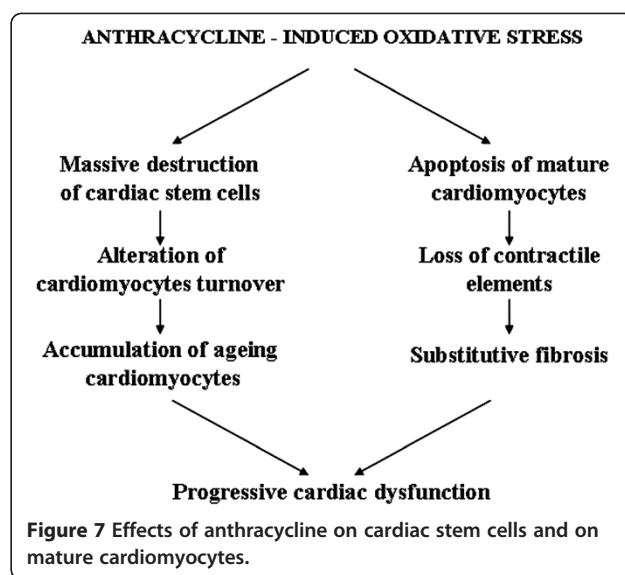 ANTHRACYCLINE - INDUCED OXIDATIVE STRESS
Massive destruction
of cardiac stem cells
Alteration of
cardiomyocytes turnover
Accumulation of ageing
cardiomyocytes
Apoptosis of mature
cardiomyocytes
Loss of contractile
elements
Substitutive fibrosis
Progressive cardiac dysfunction
Figure 7 Effects of anthracycline on cardiac stem cells and on
mature cardiomyocytes.